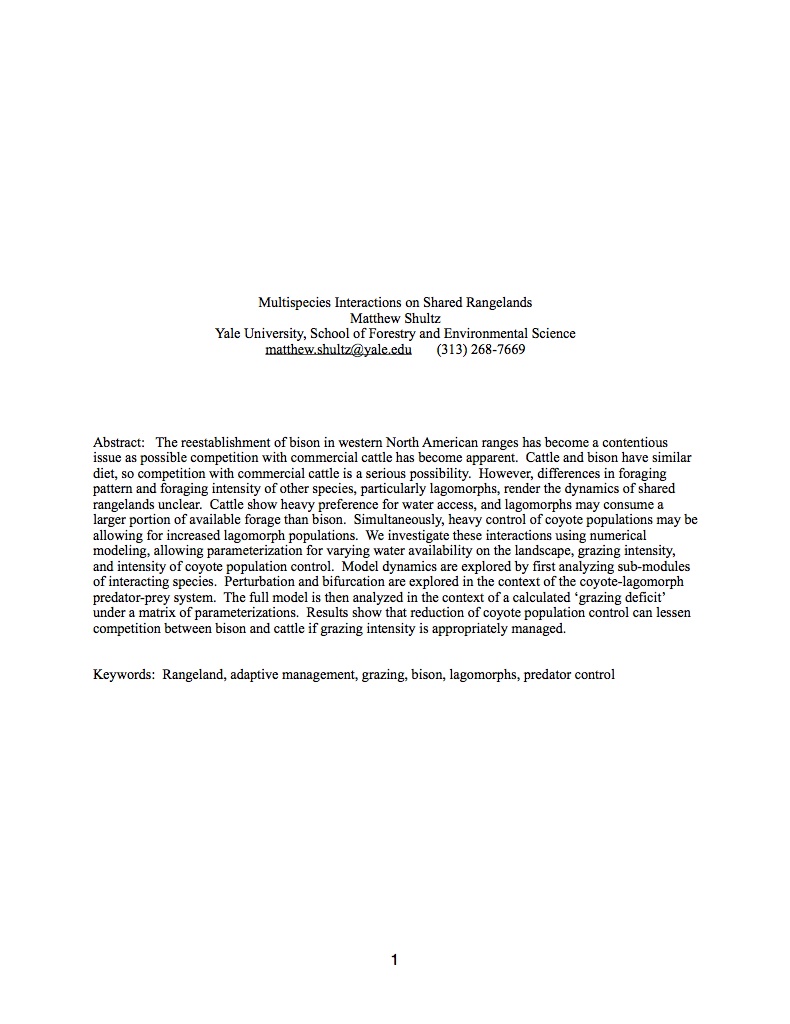 Multispecies Interactions on Shared Rangelands
Matthew Shultz
Yale University, School of Forestry and Environmental Science
matthew.shultz@yale.edu (313) 268-7669
Abstract: The reestablishment of bison in western North American ranges has become a contentious
issue as possible competition with commercial cattle has become apparent. Cattle and bison have similar
diet, so competition with commercial cattle is a serious possibility. However, differences in foraging
pattern and foraging intensity of other species, particularly lagomorphs, render the dynamics of shared
rangelands unclear. Cattle show heavy preference for water access, and lagomorphs may consume a
larger portion of available forage than bison. Simultaneously, heavy control of coyote populations may be
allowing for increased lagomorph populations. We investigate these interactions using numerical
modeling, allowing parameterization for varying water availability on the landscape, grazing intensity,
and intensity of coyote population control. Model dynamics are explored by first analyzing sub-modules
of interacting species. Perturbation and bifurcation are explored in the context of the coyote-lagomorph
predator-prey system. The full model is then analyzed in the context of a calculated ‘grazing deficit’
under a matrix of parameterizations. Results show that reduction of coyote population control can lessen
competition between bison and cattle if grazing intensity is appropriately managed.
Keywords: Rangeland, adaptive management, grazing, bison, lagomorphs, predator control
1